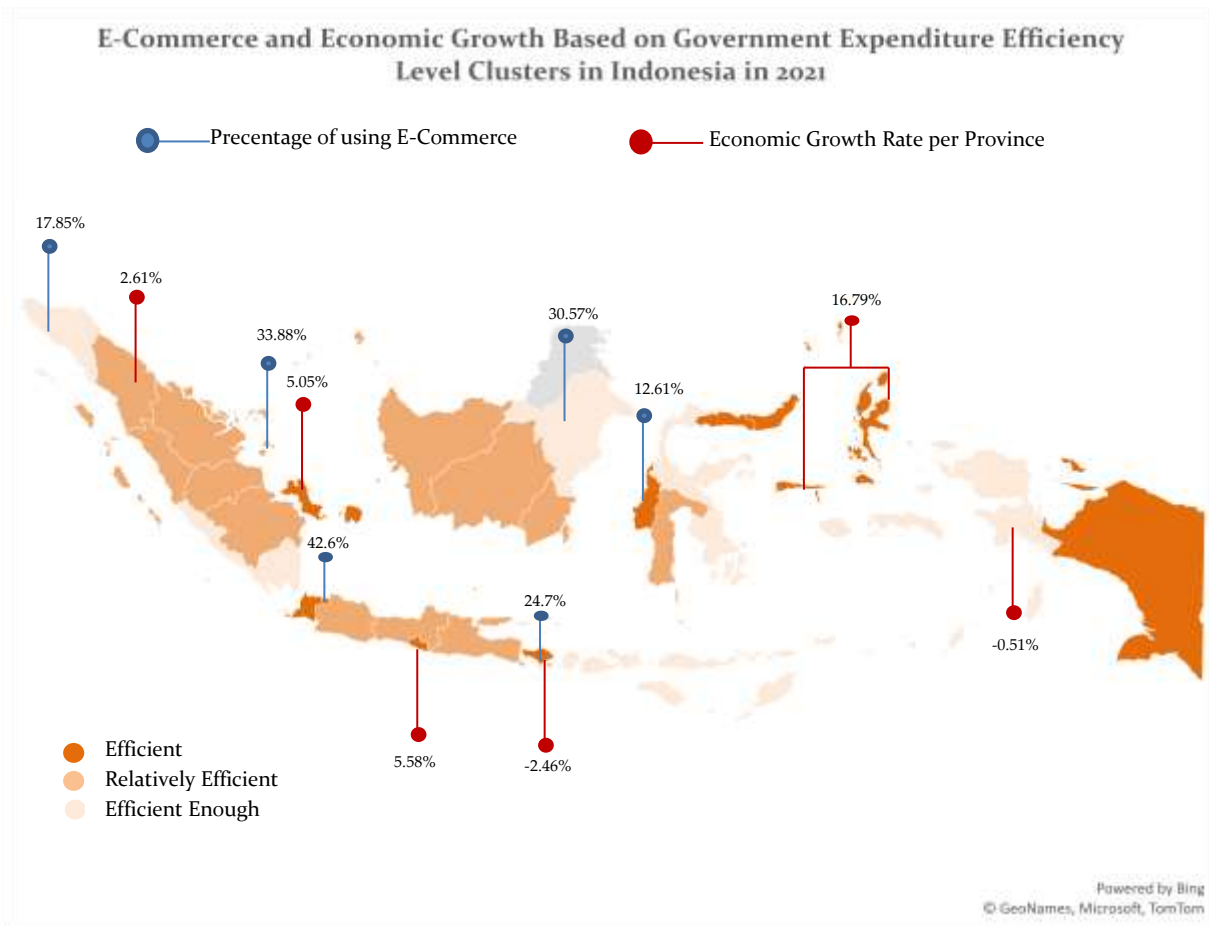 E-Commerce and Economic Growth Based on Government Expenditure Efficiency
Level Clusters in Indonesia in 2021
Precentage of using E-Commerce
Economic Growth Rate per Province
17.85%
2.61%
33.88%
5.05%
30.57%
16.79%
12.61%
42.6%
24.7%
-0.51%
5.58%
-2.46%
Efficient
Relatively Efficient
Efficient Enough
Powered by Bing
© GeoNames, Microsoft, TomTom